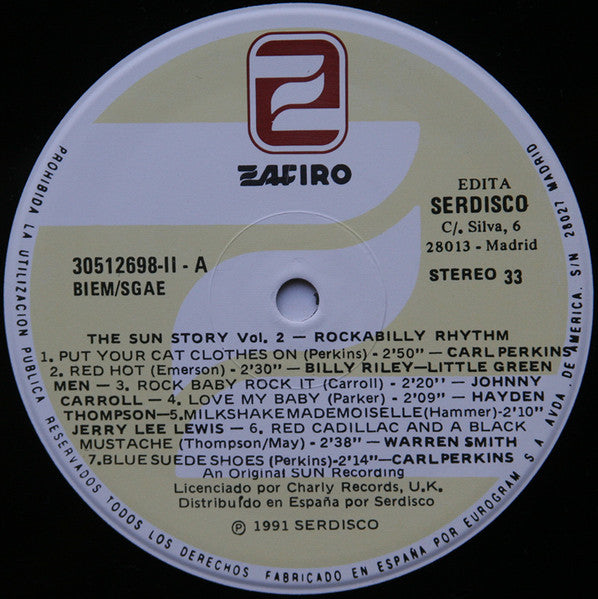 ZAFIRO
30512698-II - A
BIEM/SGAE
EDITA
SERDISCO
C/. Silva, 6
28013 - Madrid
STEREO 33
THE SUN STORY Vol. 2 — ROCKABILLY RHYTHM
1. PUT YOUR CAT CLOTHES ON (Perkins) - 2'50" — CARL PERKINS
2. RED HOT (Emerson) - 2'30" — BILLY RILEY—LITTLE GREEN
MEN — 3. ROCK BABY ROCK IT (Carroll) - 2'20" — JOHNNY
CARROLL — 4. LOVE MY BABY (Parker) - 2'09" — HAYDEN
THOMPSON—5. MILKSHAKE MADEMOISELLE (Hammer)-2'10"
JERRY LEE LEWIS — 6. RED CADILLAC AND A BLACK
MUSTACHE (Thompson/May) - 2'38" — WARREN SMITH
7. BLUE SUEDE SHOES (Perkins)-2'14"—CARL PERKINS
An Original SUN Recording
Licenciado por Charly Records, U.K.
Distribuído en España por Serdisco
℗ 1991 SERDISCO
PROHIBIDA LA UTILIZACION PUBLICA RESERVADOS TODOS LOS DERECHOS FABRICADO EN ESPAÑA POR EUROGRAM S A AVDA. DE AMERICA, S/N 28027 MADRID